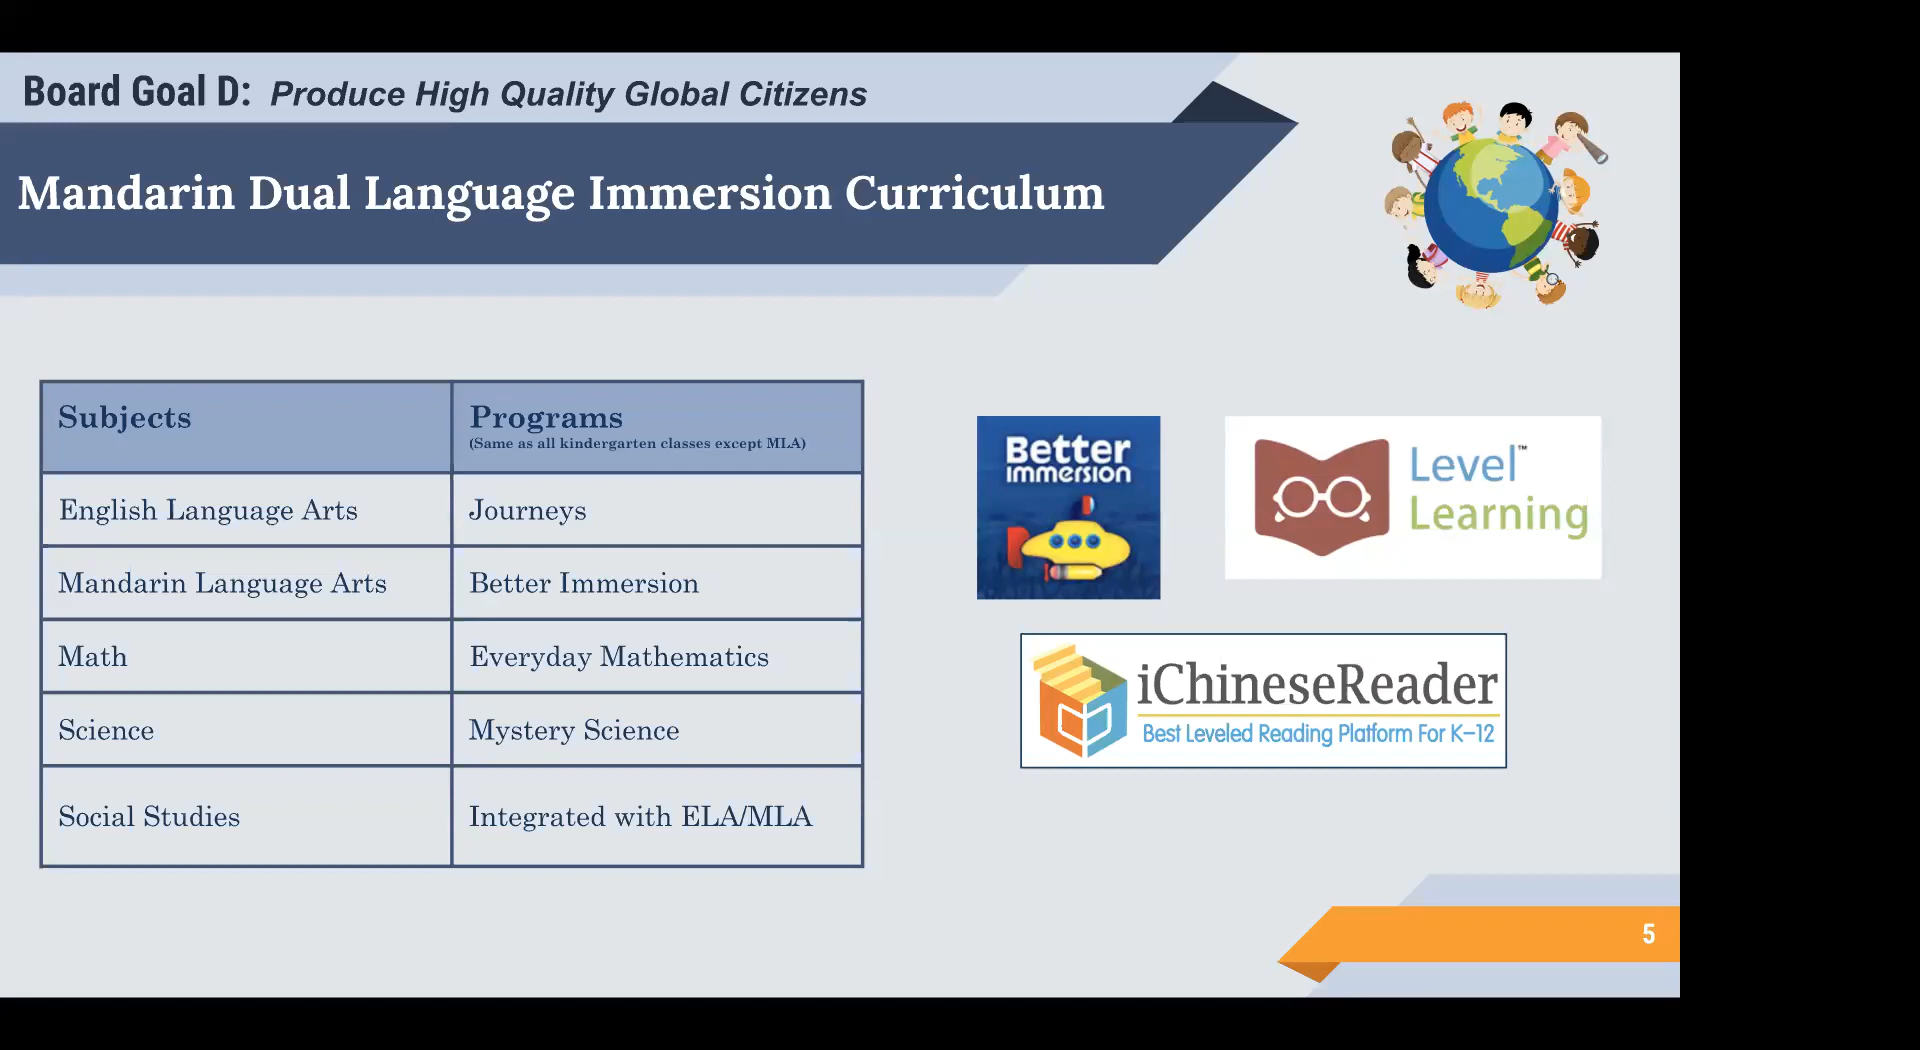 Board Goal D: Produce High Quality Global Citizens
Mandarin Dual Language Immersion Curriculum
Subjects
Programs
(Same as all kindergarten classes except MLA)
English Language Arts
Journeys
Mandarin Language Arts
Better Immersion
Math
Everyday Mathematics
Science
Mystery Science
Social Studies
Integrated with ELA/MLA
Better
Immersion
Level™
Learning
iChineseReader
Best Leveled Reading Platform For K-12
5